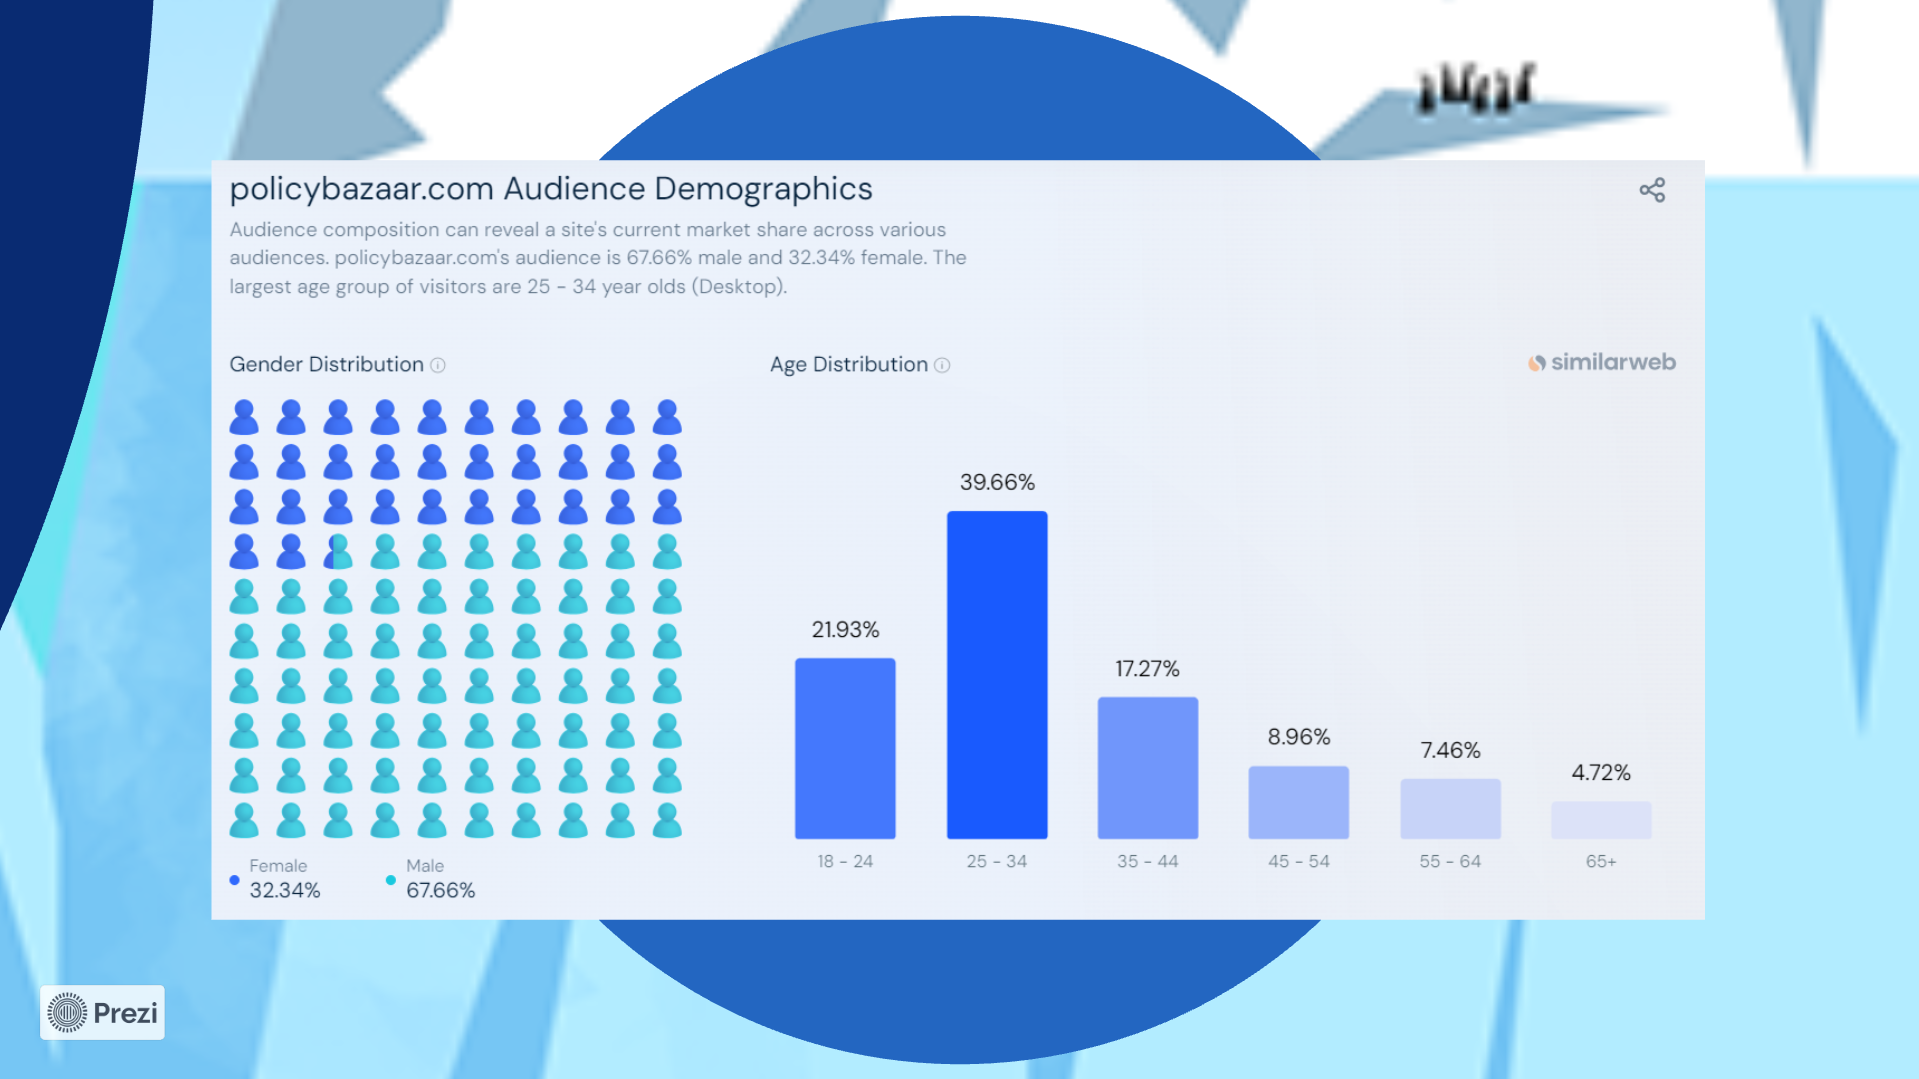 policybazaar.com Audience Demographics
Audience composition can reveal a site's current market share across various
audiences. policybazaar.com's audience is 67.66% male and 32.34% female. The
largest age group of visitors are 25 - 34 year olds (Desktop).
Gender Distribution
Female
32.34%
Male
67.66%
Age Distribution
similarweb
21.93%
39.66%
17.27%
8.96%
7.46%
4.72%
18 - 24
25 - 34
35 - 44
45 - 54
55 - 64
65+
Prezi